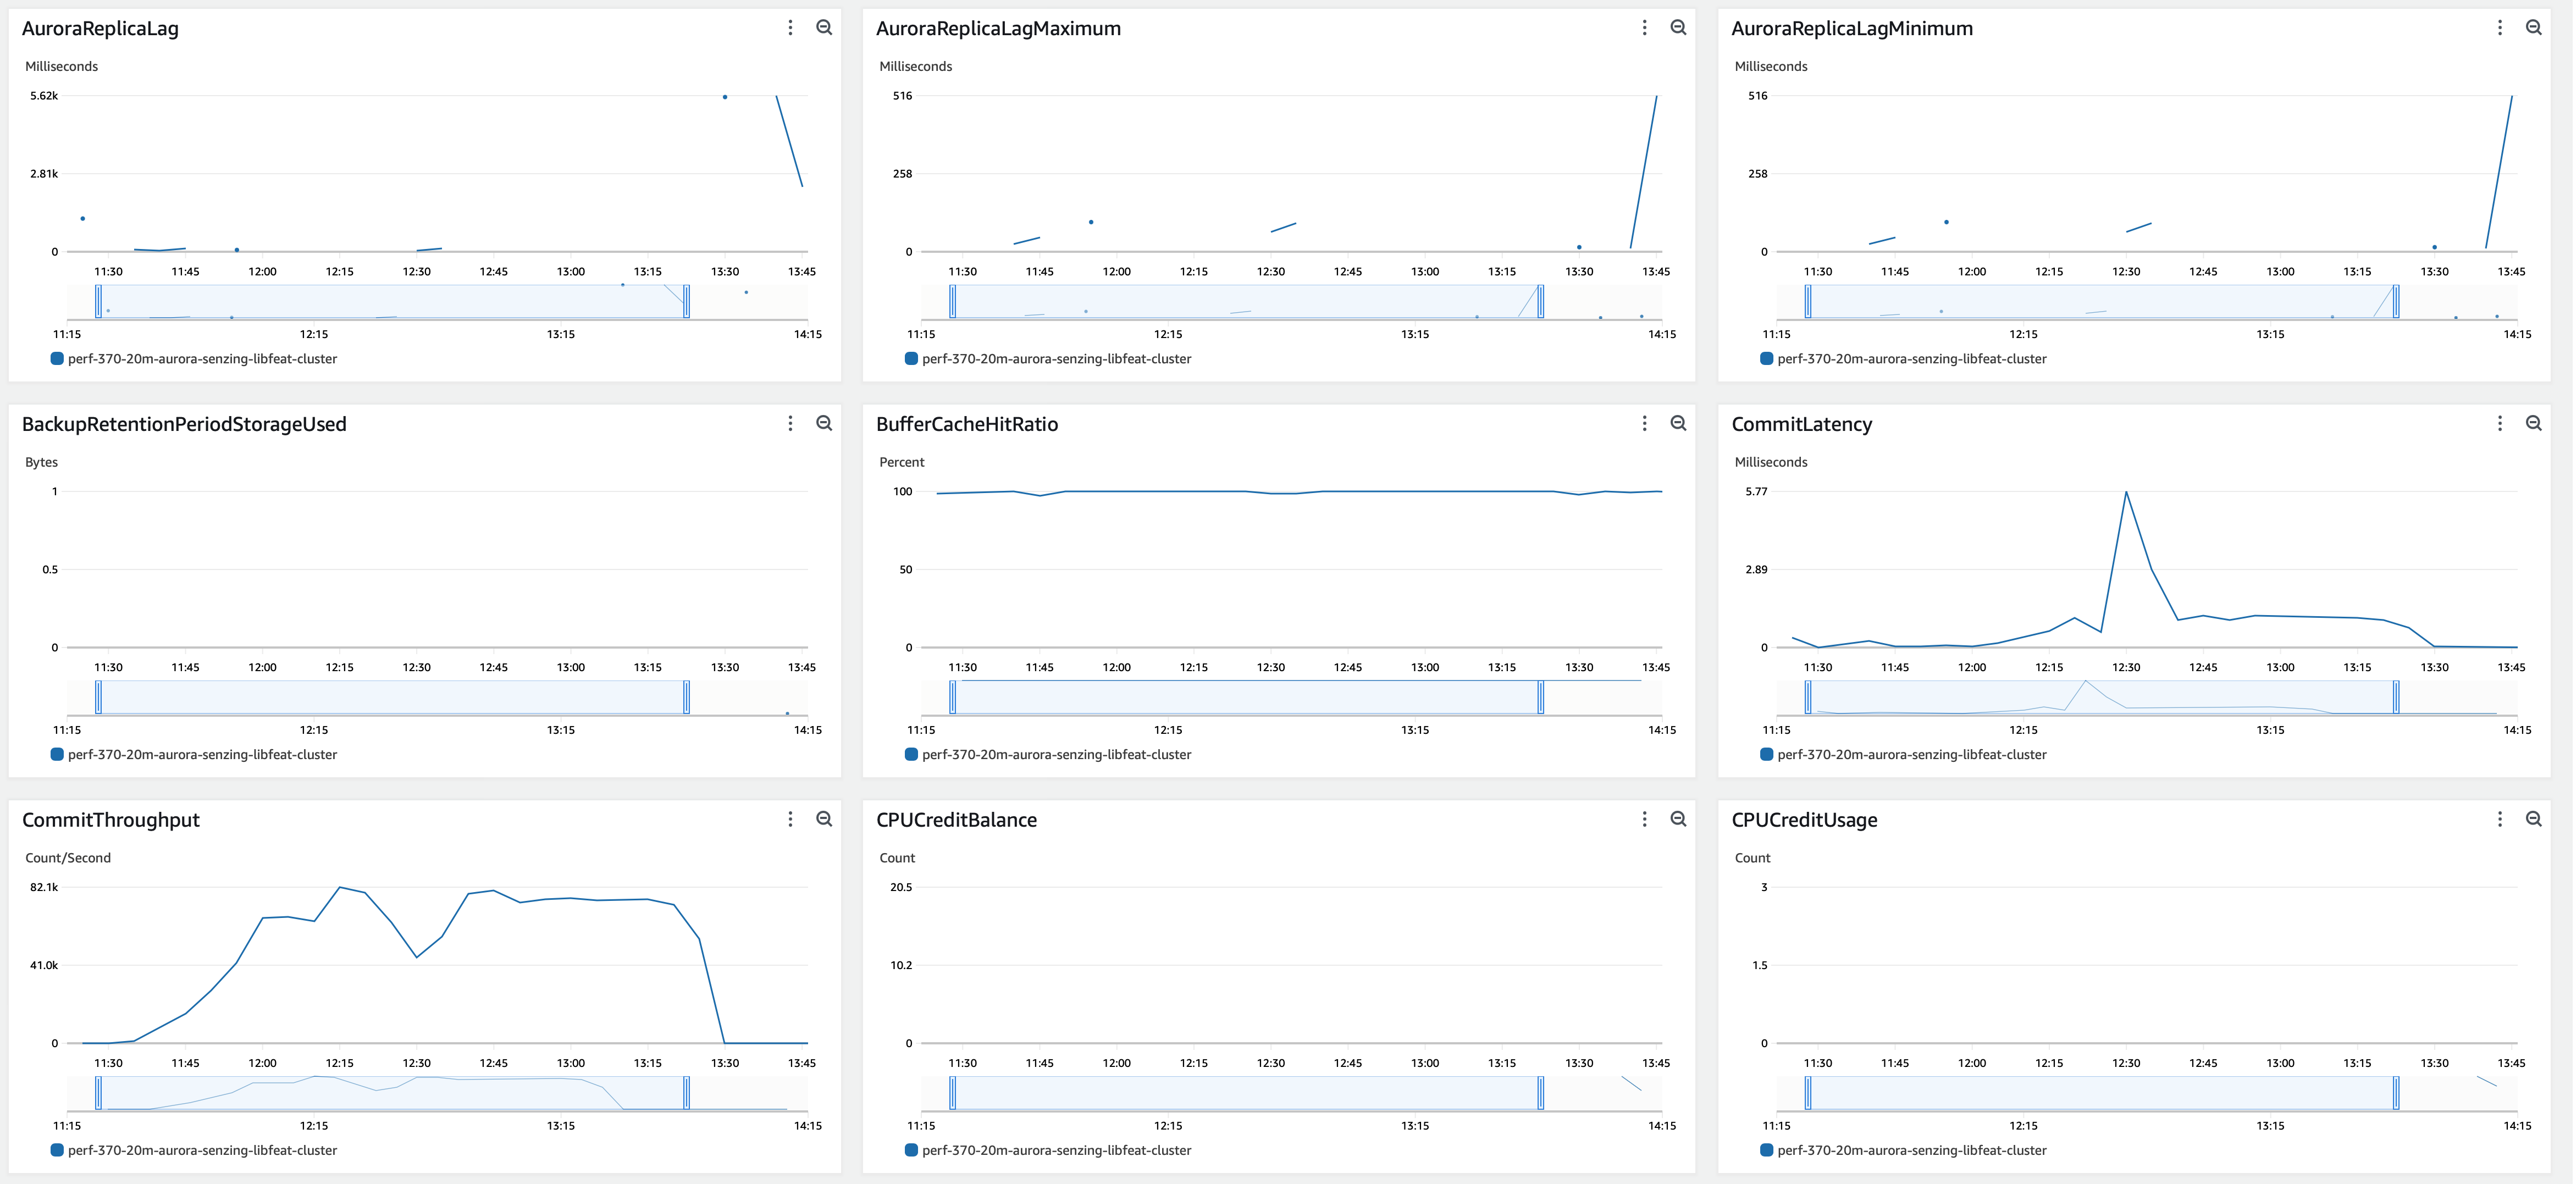 AuroraReplicaLag
Milliseconds
5.62k
2.81k
0
11:30 11:45 12:00 12:15 12:30 12:45 13:00 13:15 13:30 13:45
11:15 12:15 13:15 14:15
perf-370-20m-aurora-senzing-libfeat-cluster
AuroraReplicaLagMaximum
Milliseconds
516
258
0
11:30 11:45 12:00 12:15 12:30 12:45 13:00 13:15 13:30 13:45
11:15 12:15 13:15 14:15
perf-370-20m-aurora-senzing-libfeat-cluster
AuroraReplicaLagMinimum
Milliseconds
516
258
0
11:30 11:45 12:00 12:15 12:30 12:45 13:00 13:15 13:30 13:45
11:15 12:15 13:15 14:15
perf-370-20m-aurora-senzing-libfeat-cluster
BackupRetentionPeriodStorageUsed
Bytes
1
0.5
0
11:30 11:45 12:00 12:15 12:30 12:45 13:00 13:15 13:30 13:45
11:15 12:15 13:15 14:15
perf-370-20m-aurora-senzing-libfeat-cluster
BufferCacheHitRatio
Percent
100
50
0
11:30 11:45 12:00 12:15 12:30 12:45 13:00 13:15 13:30 13:45
11:15 12:15 13:15 14:15
perf-370-20m-aurora-senzing-libfeat-cluster
CommitLatency
Milliseconds
5.77
2.89
0
11:30 11:45 12:00 12:15 12:30 12:45 13:00 13:15 13:30 13:45
11:15 12:15 13:15 14:15
perf-370-20m-aurora-senzing-libfeat-cluster
CommitThroughput
Count/Second
82.1k
41.0k
0
11:30 11:45 12:00 12:15 12:30 12:45 13:00 13:15 13:30 13:45
11:15 12:15 13:15 14:15
perf-370-20m-aurora-senzing-libfeat-cluster
CPUCreditBalance
Count
20.5
10.2
0
11:30 11:45 12:00 12:15 12:30 12:45 13:00 13:15 13:30 13:45
11:15 12:15 13:15 14:15
perf-370-20m-aurora-senzing-libfeat-cluster
CPUCreditUsage
Count
3
1.5
0
11:30 11:45 12:00 12:15 12:30 12:45 13:00 13:15 13:30 13:45
11:15 12:15 13:15 14:15
perf-370-20m-aurora-senzing-libfeat-cluster